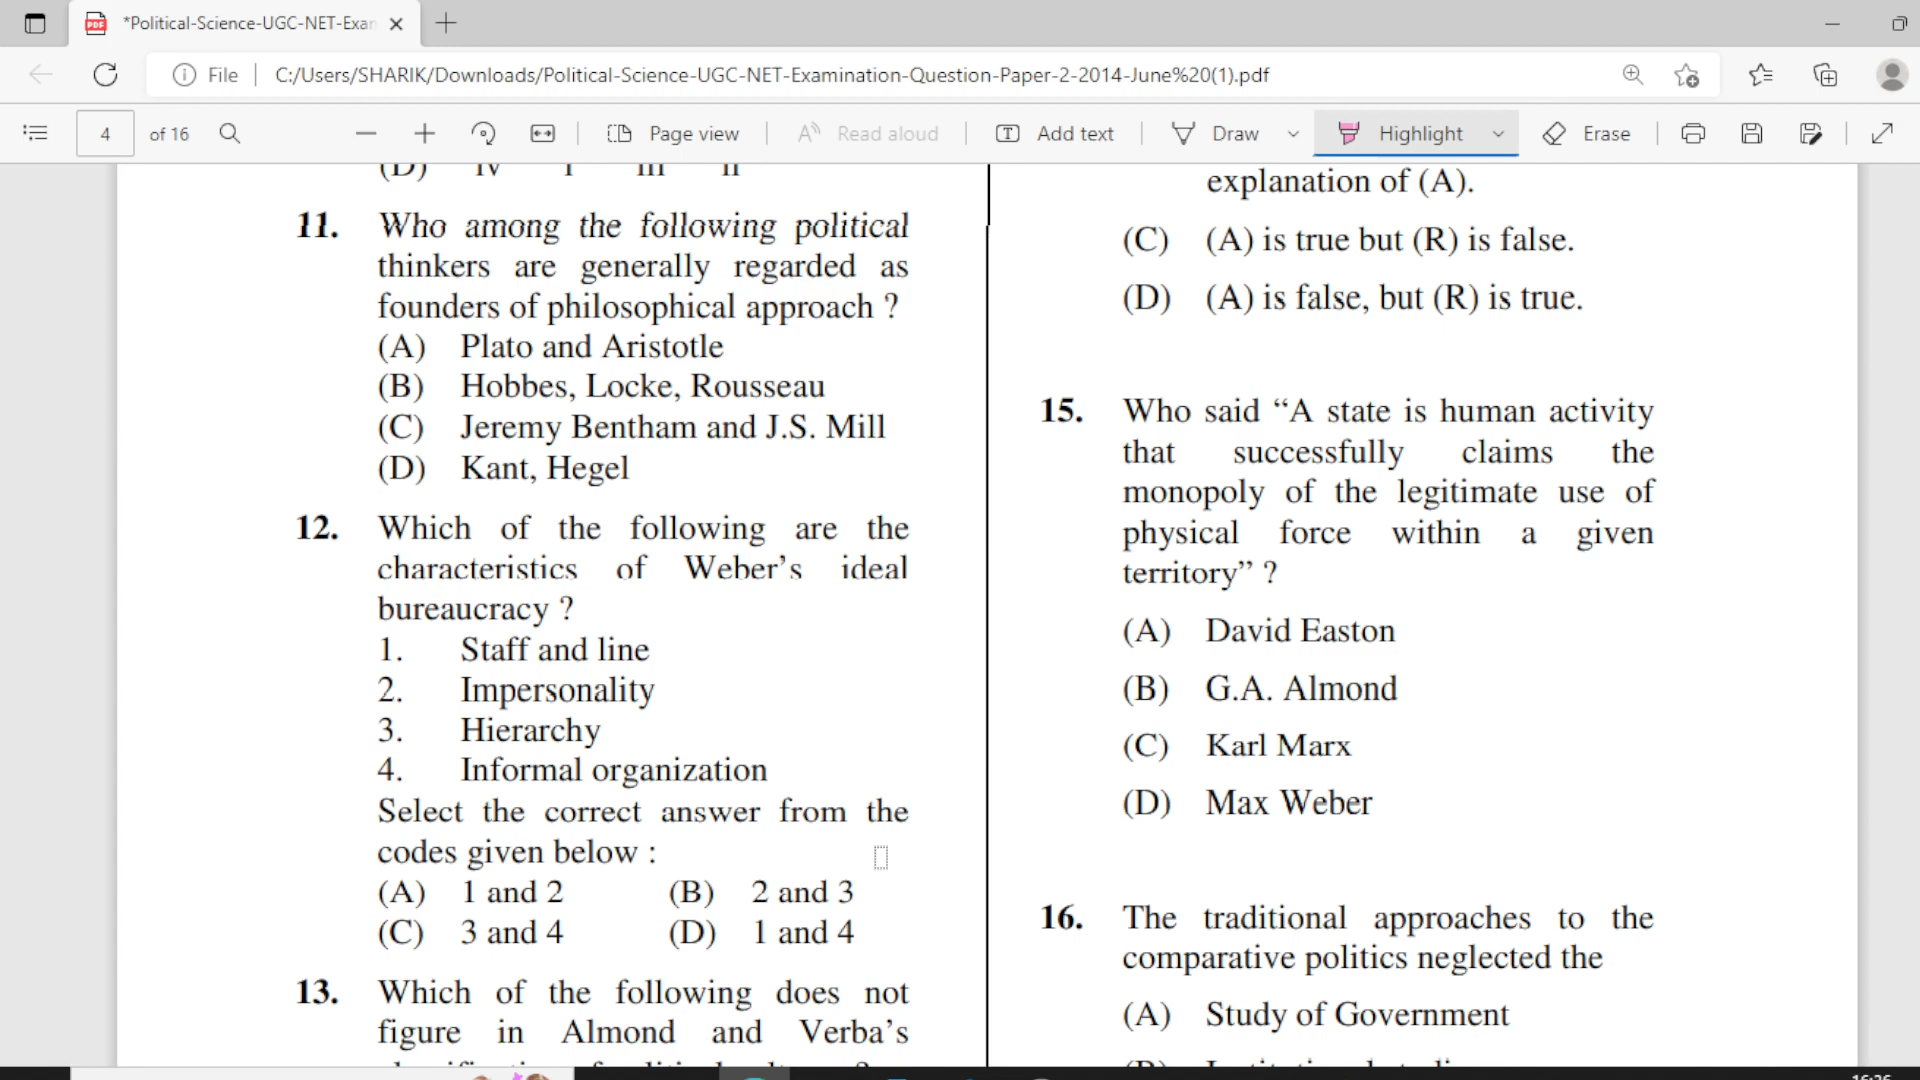 *Political-Science-UGC-NET-Exan
File
C:/Users/SHARIK/Downloads/Political-Science-UGC-NET-Examination-Question-Paper-2-2014-June%20(1).pdf
4 of 16
Page view
Read aloud
Add text
Draw
Highlight
Erase
(D) iv i iii ii
11. Who among the following political
thinkers are generally regarded as
founders of philosophical approach ?
(A) Plato and Aristotle
(B) Hobbes, Locke, Rousseau
(C) Jeremy Bentham and J.S. Mill
(D) Kant, Hegel
12. Which of the following are the
characteristics of Weber’s ideal
bureaucracy ?
1. Staff and line
2. Impersonality
3. Hierarchy
4. Informal organization
Select the correct answer from the
codes given below :
(A) 1 and 2 (B) 2 and 3
(C) 3 and 4 (D) 1 and 4
13. Which of the following does not
figure in Almond and Verba’s
explanation of (A).
(C) (A) is true but (R) is false.
(D) (A) is false, but (R) is true.
15. Who said “A state is human activity
that successfully claims the
monopoly of the legitimate use of
physical force within a given
territory” ?
(A) David Easton
(B) G.A. Almond
(C) Karl Marx
(D) Max Weber
16. The traditional approaches to the
comparative politics neglected the
(A) Study of Government